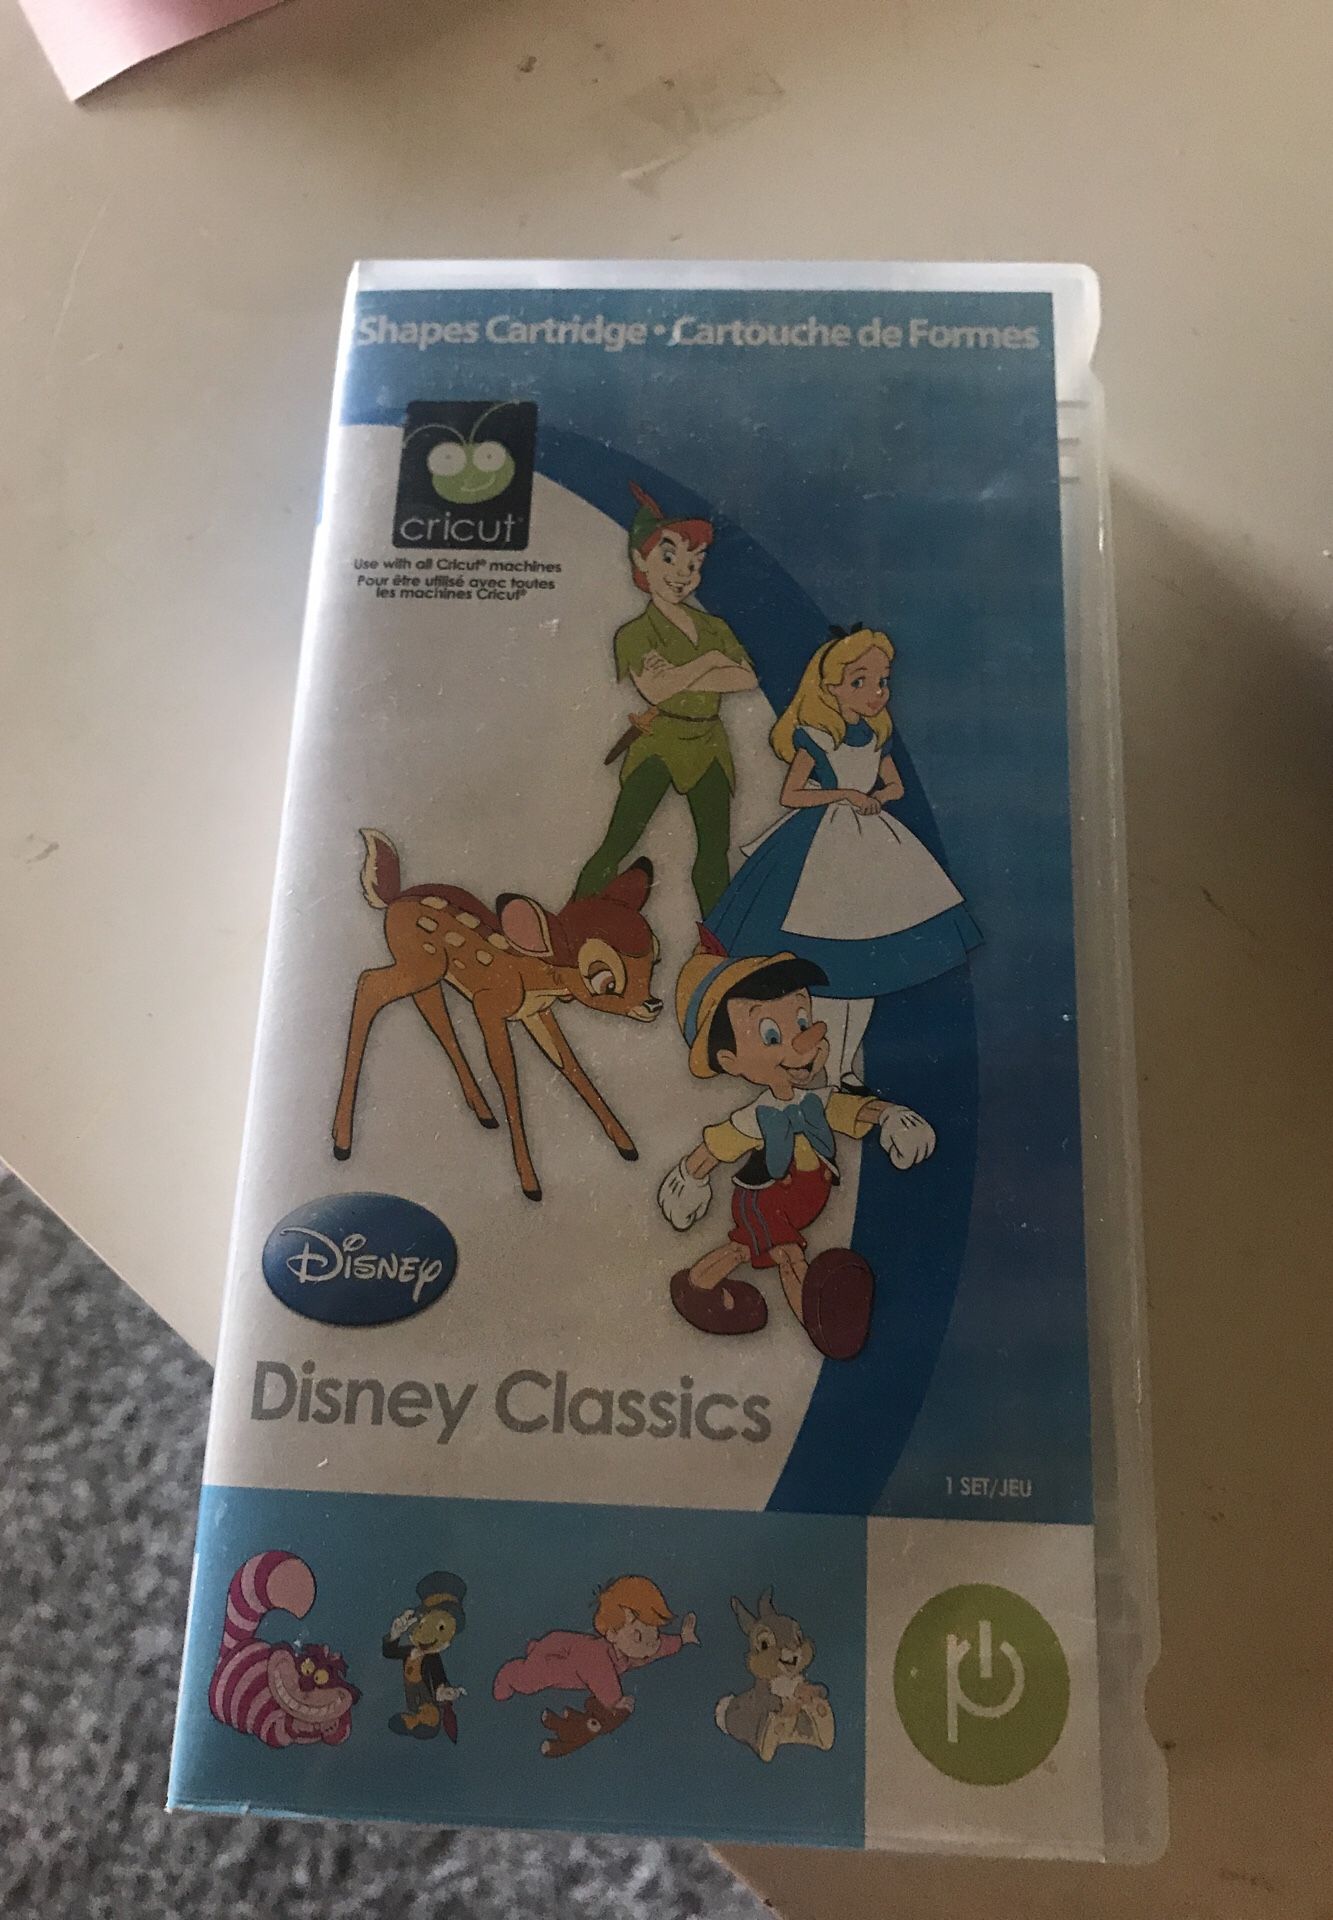 Shapes Cartridge • Cartouche de Formes
cricut
Use with all Cricut® machines
Pour être utilisé avec toutes
les machines Cricut®
Disney
Disney Classics
1 SET/JEU